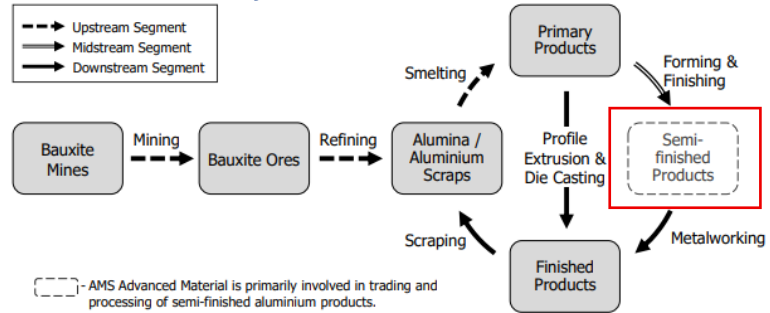 Upstream Segment
Midstream Segment
Downstream Segment
Primary
Products
Smelting
Forming &
Finishing
Bauxite
Mines
Mining
Bauxite Ores
Refining
Alumina /
Aluminium
Scraps
Profile
Extrusion &
Die Casting
Semi-
finished
Products
Scraping
Metalworking
Finished
Products
- AMS Advanced Material is primarily involved in trading and
processing of semi-finished aluminium products.